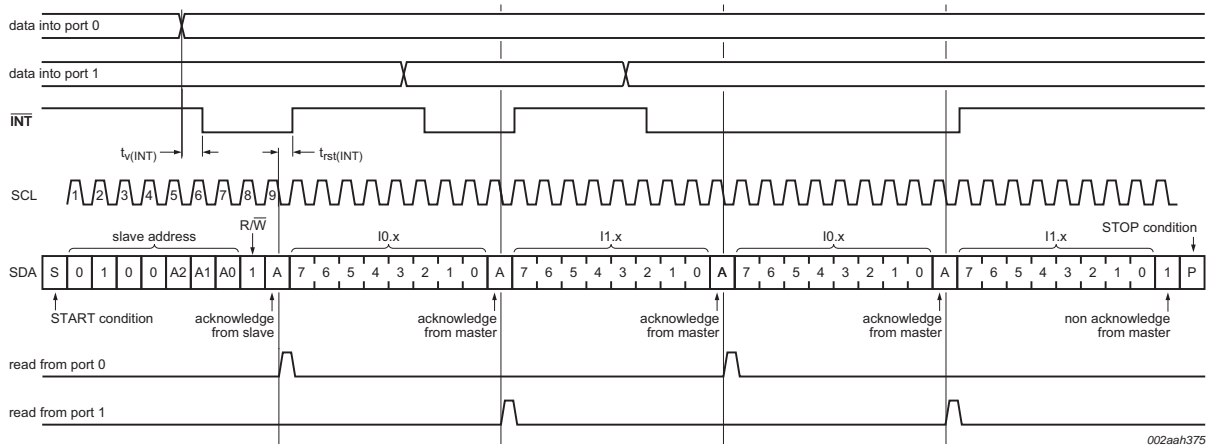 data into port 0
data into port 1
INT
tv(INT) trst(INT)
SCL 1 2 3 4 5 6 7 8 9
slave address R/W I0.x I1.x I0.x I1.x STOP condition
SDA S 0 1 0 0 A2 A1 A0 1 A 7 6 5 4 3 2 1 0 A 7 6 5 4 3 2 1 0 A 7 6 5 4 3 2 1 0 A 7 6 5 4 3 2 1 0 1 P
START condition acknowledge acknowledge acknowledge acknowledge non acknowledge
from slave from master from master from master from master
read from port 0
read from port 1
002aah375